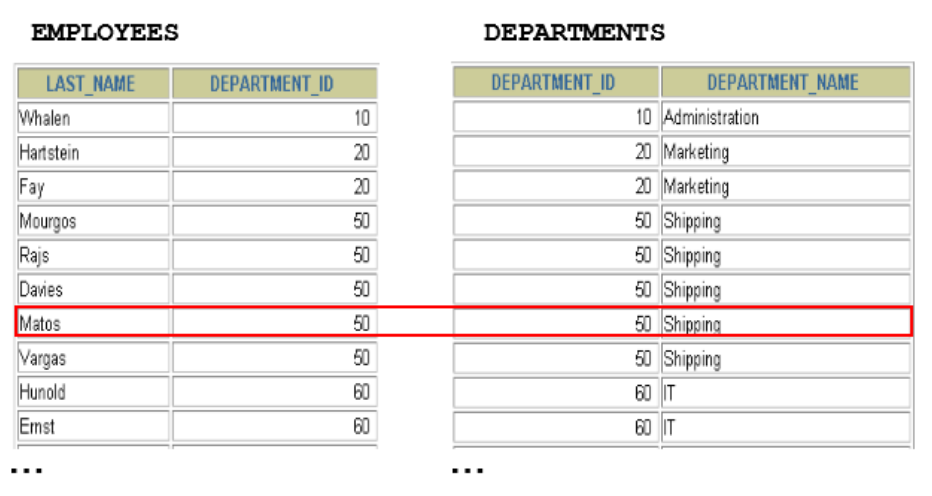 EMPLOYEES DEPARTMENTS
LAST_NAME DEPARTMENT_ID DEPARTMENT_ID DEPARTMENT_NAME
Whalen 10 10 Administration
Hartstein 20 20 Marketing
Fay 20 20 Marketing
Mourgos 50 50 Shipping
Rajs 50 50 Shipping
Davies 50 50 Shipping
Matos 50 50 Shipping
Vargas 50 50 Shipping
Hunold 60 60 IT
Ernst 60 60 IT
... ...